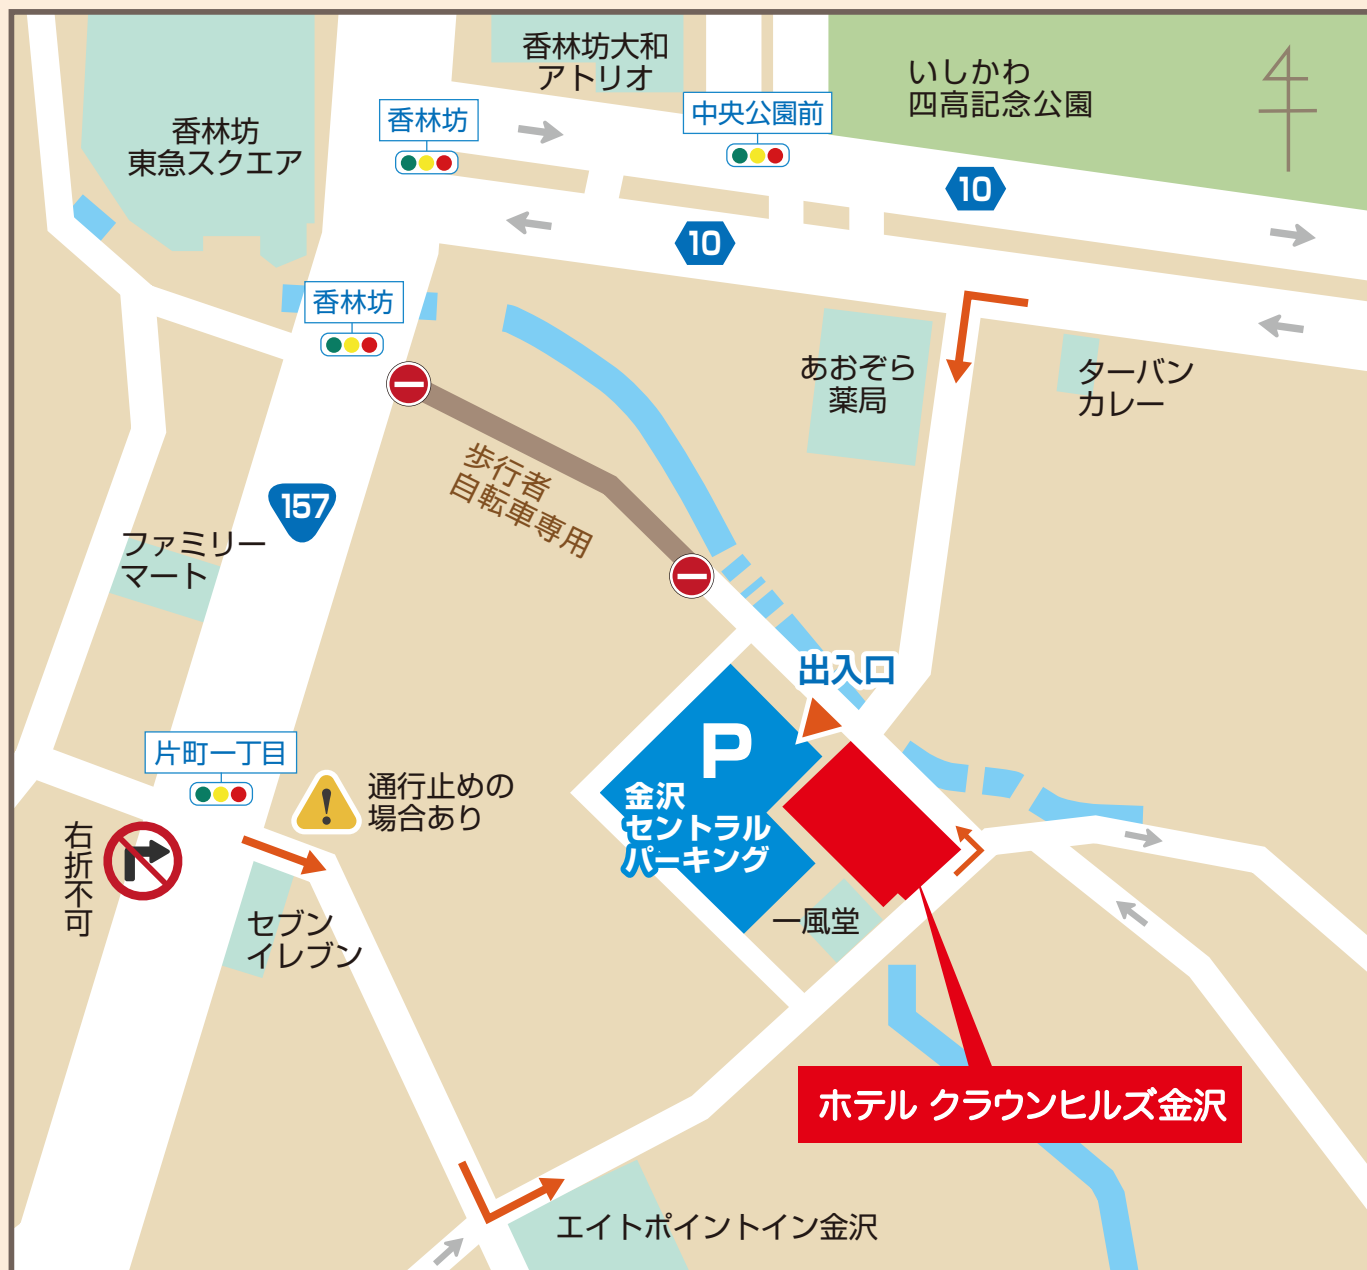 香林坊大和
アトリオ
いしかわ
四高記念公園
香林坊
中央公園前
香林坊
東急スクエア
10
10
香林坊
あおぞら
薬局
ターバン
カレー
歩行者
自転車専用
157
ファミリー
マート
出入口
P
金沢
セントラル
パーキング
片町一丁目
通行止めの
場合あり
右折不可
セブン
イレブン
一風堂
ホテル クラウンヒルズ金沢
エイトポイントイン金沢